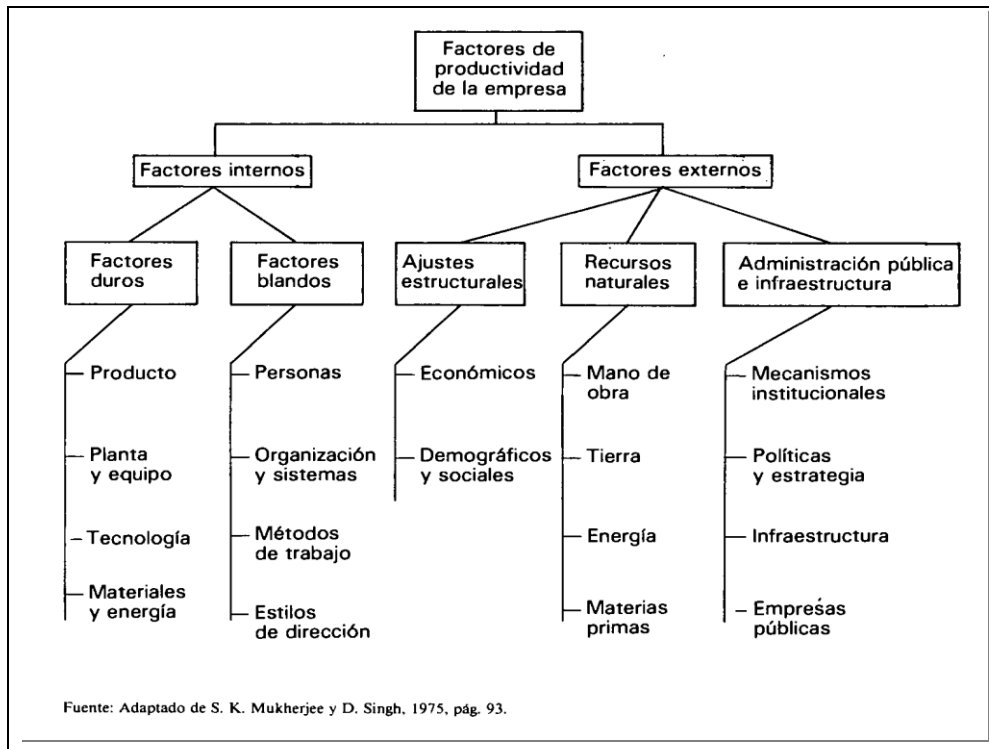 Factores de
productividad
de la empresa
Factores internos
Factores externos
Factores
duros
Factores
blandos
Ajustes
estructurales
Recursos
naturales
Administración pública
e infraestructura
Producto
Planta
y equipo
Tecnología
Materiales
y energía
Personas
Organización
y sistemas
Métodos
de trabajo
Estilos
de dirección
Económicos
Demográficos
y sociales
Mano de
obra
Tierra
Energía
Materias
primas
Mecanismos
institucionales
Políticas
y estrategia
Infraestructura
Empresas
públicas
Fuente: Adaptado de S. K. Mukherjee y D. Singh, 1975, pág. 93.